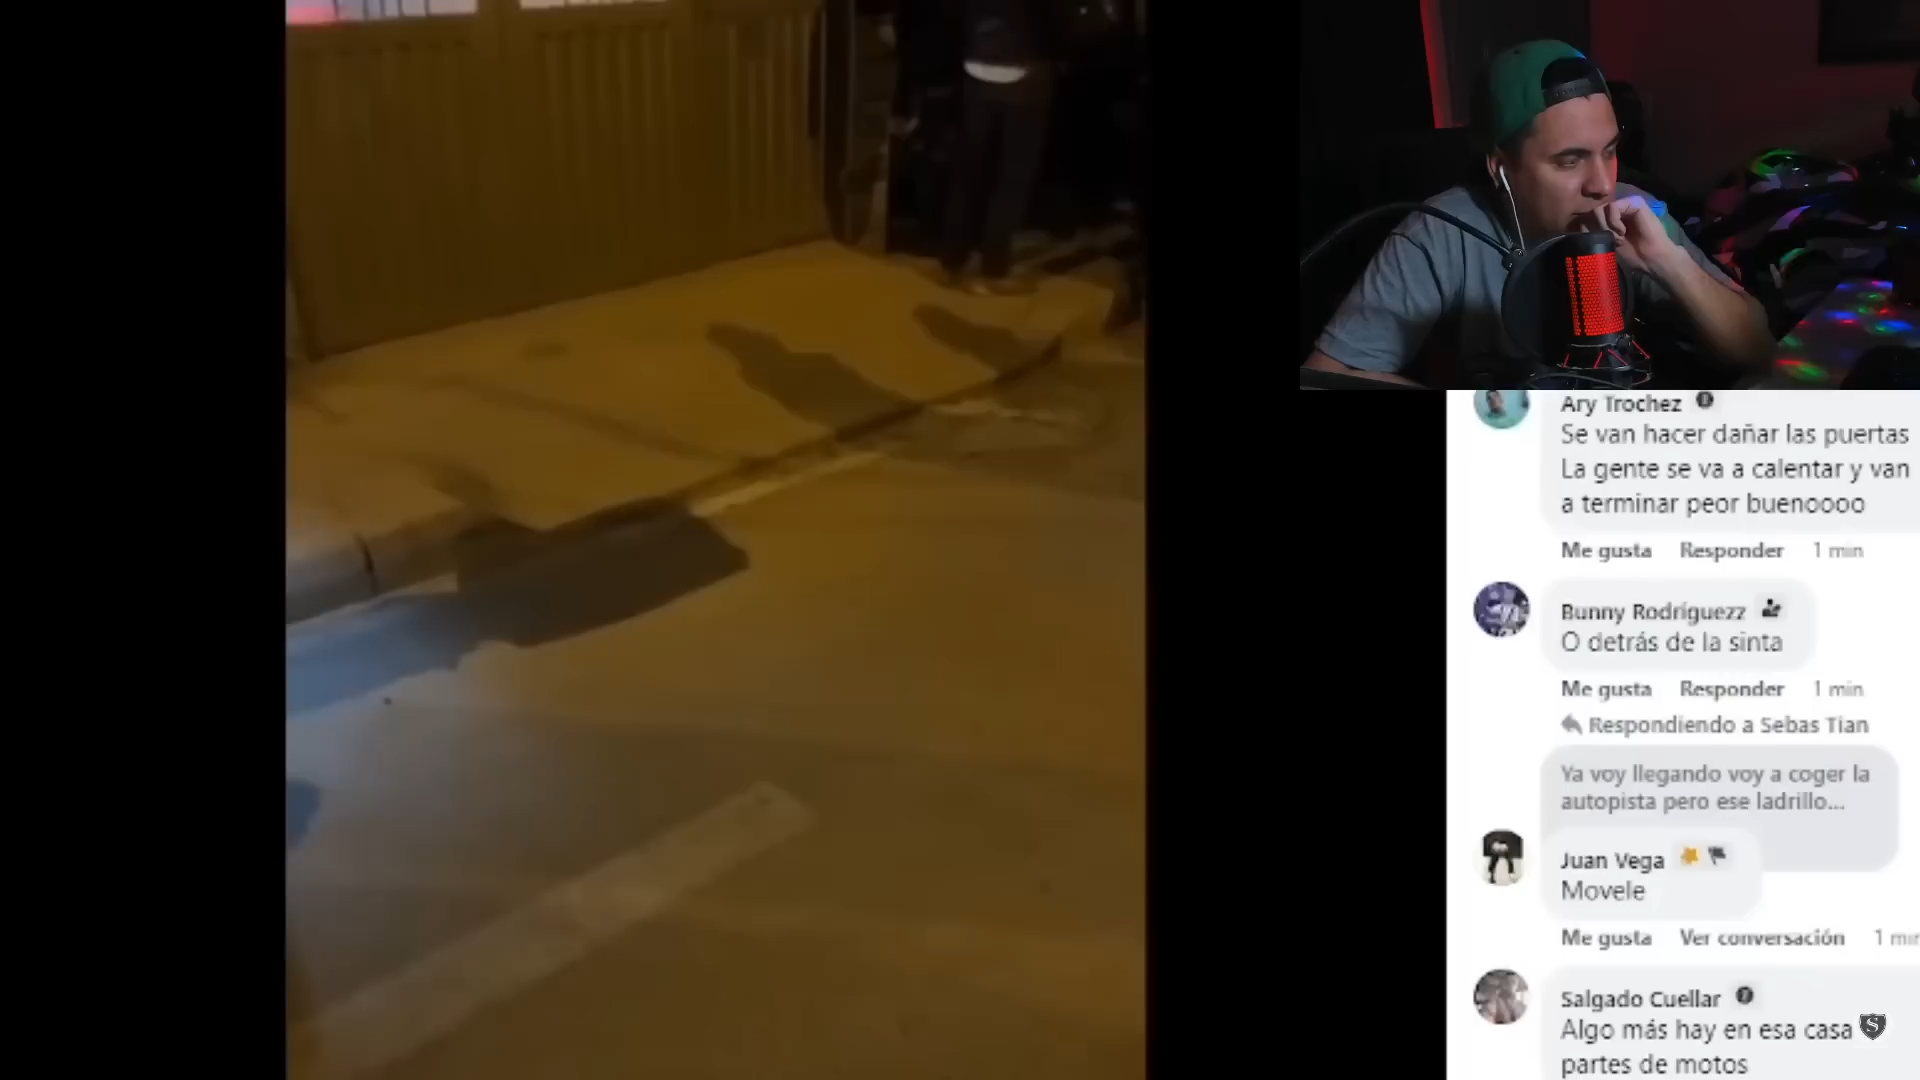 Ary Trochez
Se van hacer dañar las puertas
La gente se va a calentar y van
a terminar peor buenoooo
Me gusta Responder 1 min
Bunny Rodríguezz
O detrás de la sinta
Me gusta Responder 1 min
Respondiendo a Sebas Tian
Ya voy llegando voy a coger la
autopista pero ese ladrillo...
Juan Vega
Movele
Me gusta Ver conversación 1 min
Salgado Cuellar
Algo más hay en esa casa
partes de motos